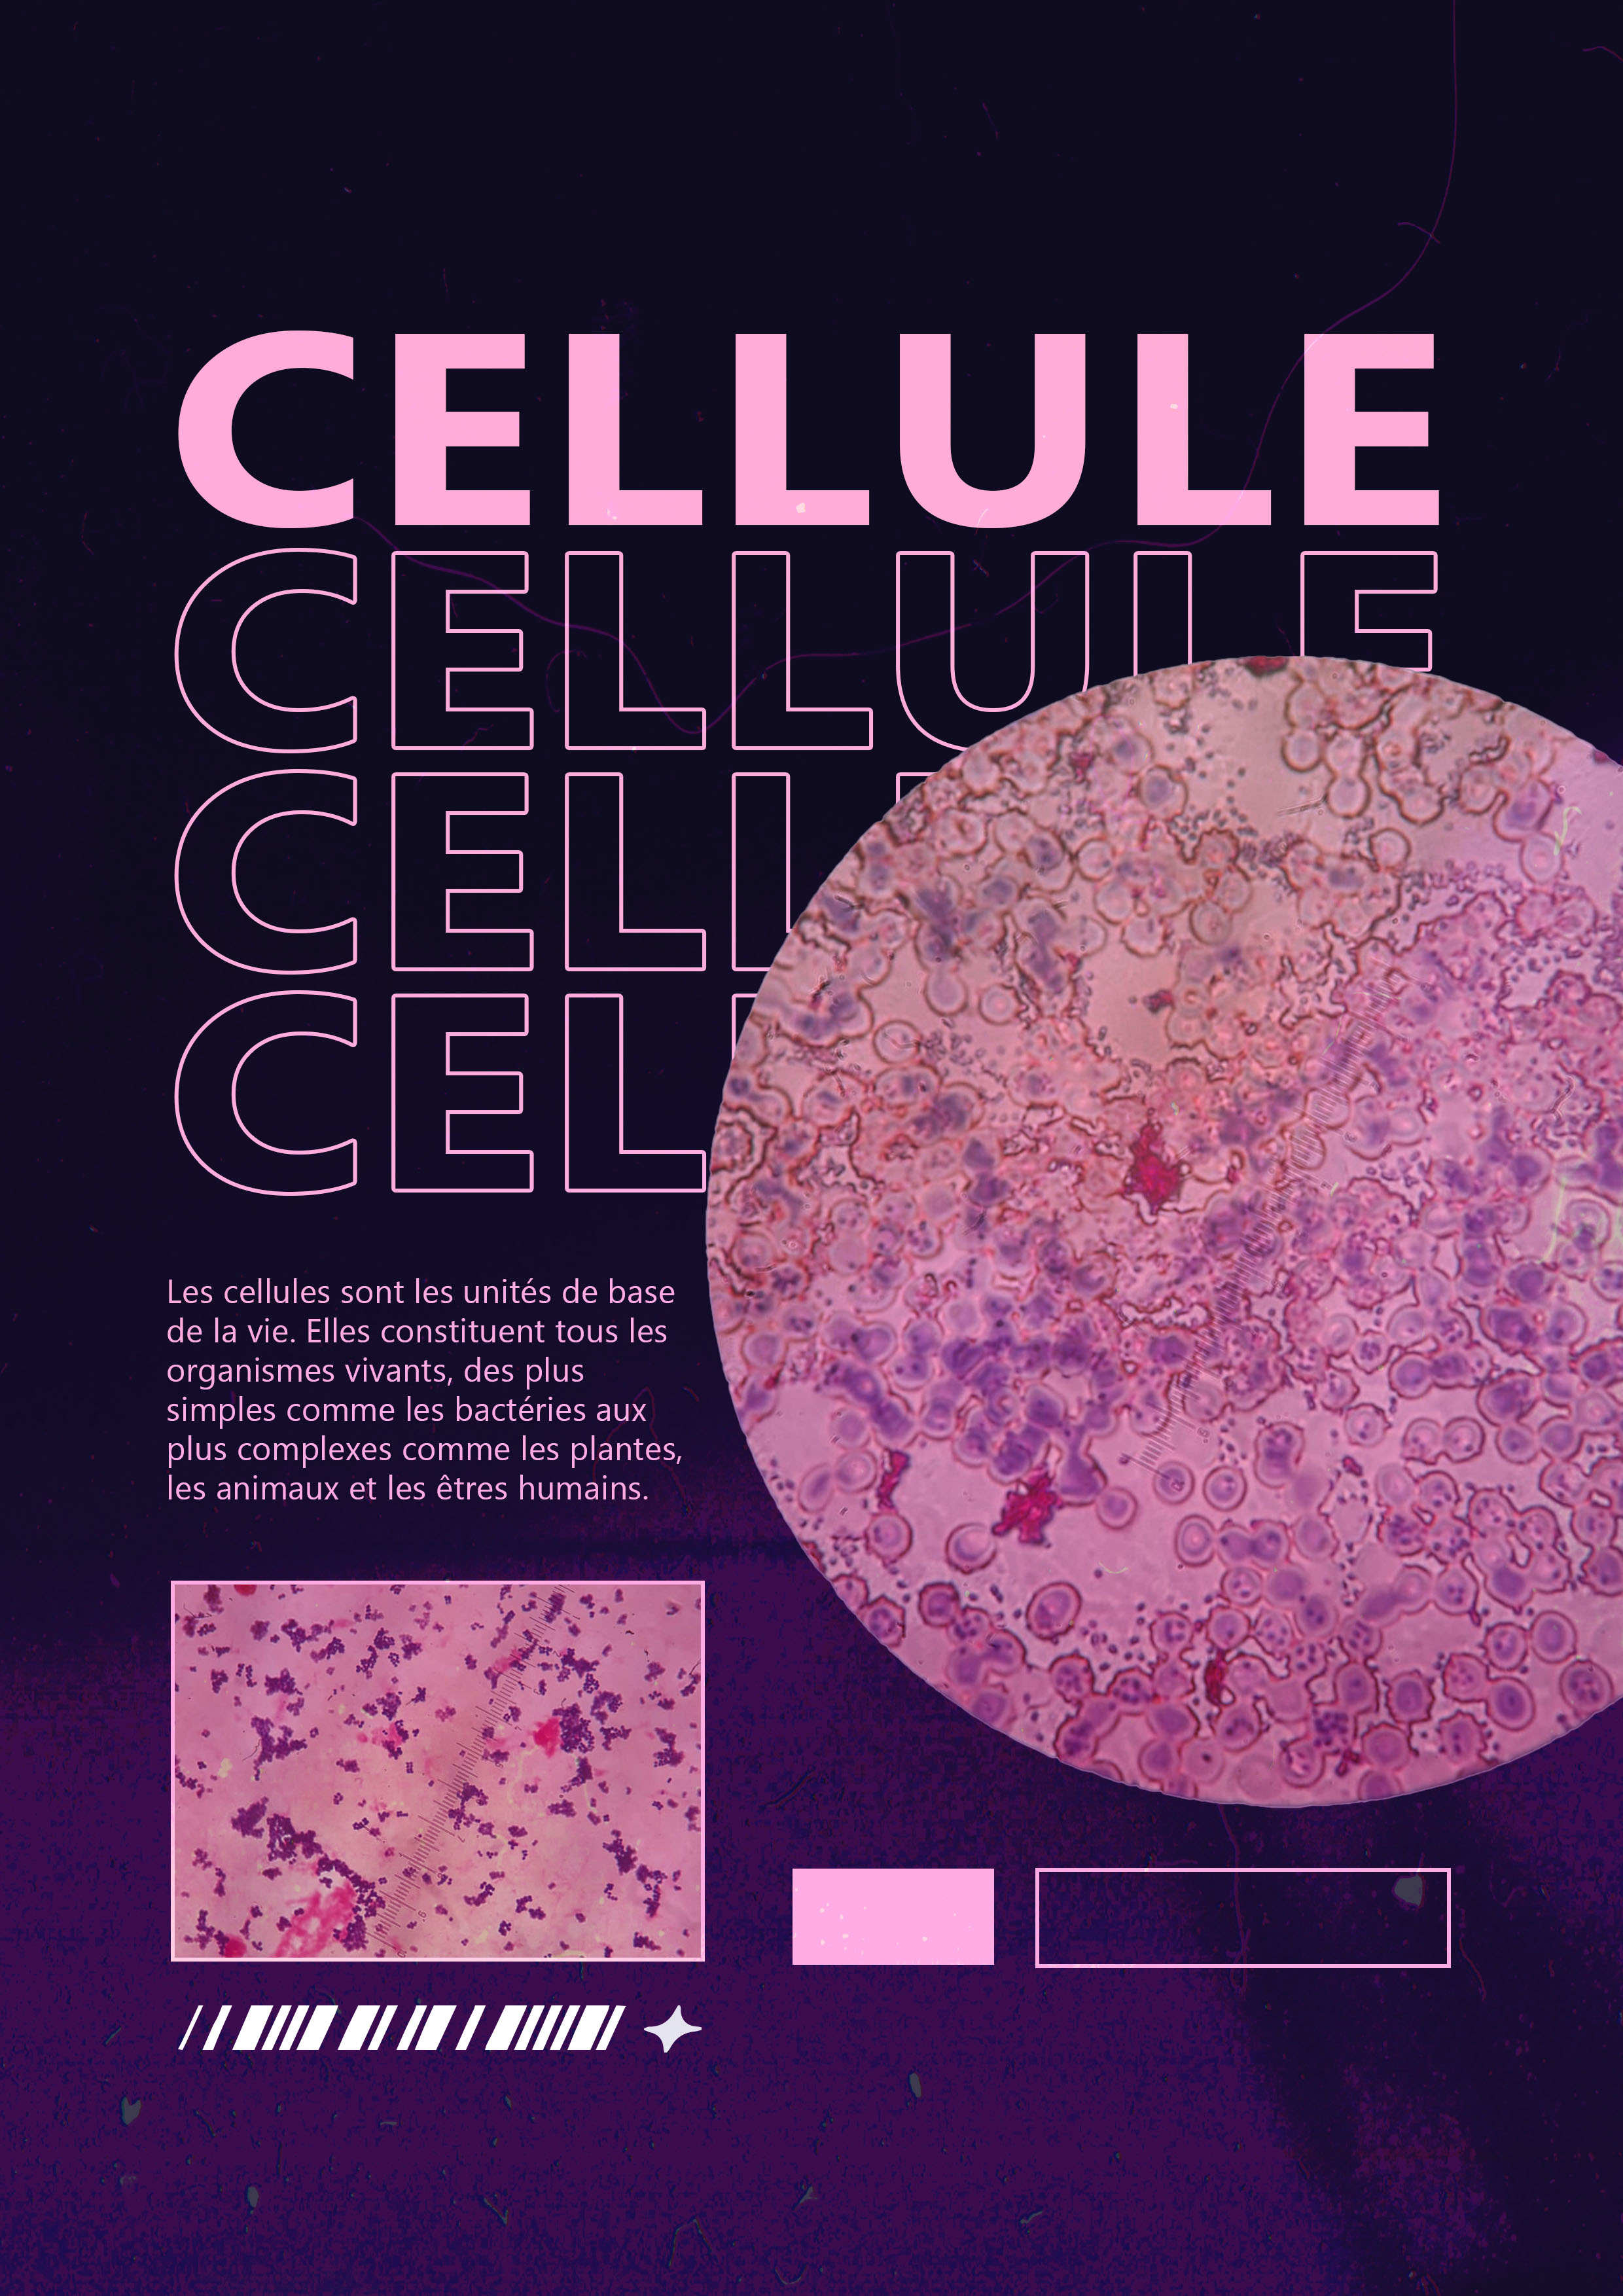 CELLULE
CELLULE
CELL
CEL
Les cellules sont les unités de base
de la vie. Elles constituent tous les
organismes vivants, des plus
simples comme les bactéries aux
plus complexes comme les plantes,
les animaux et les êtres humains.